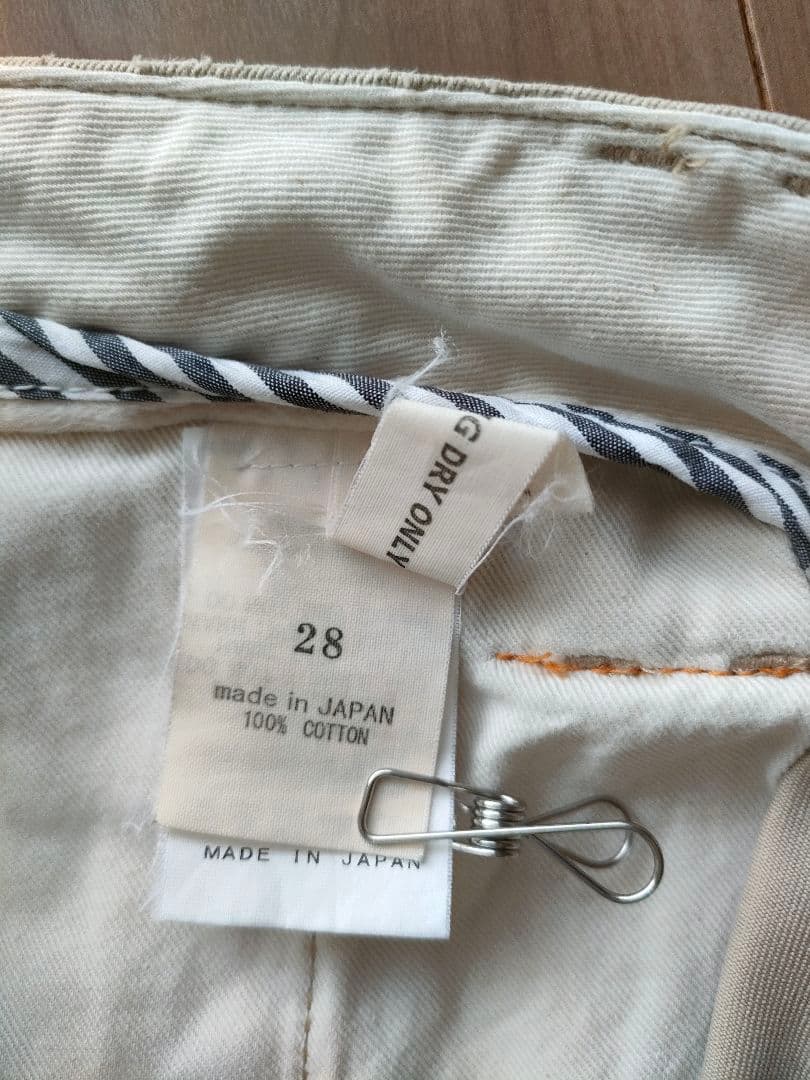 G DRY ONLY
28
made in JAPAN
100% COTTON
MADE IN JAPAN